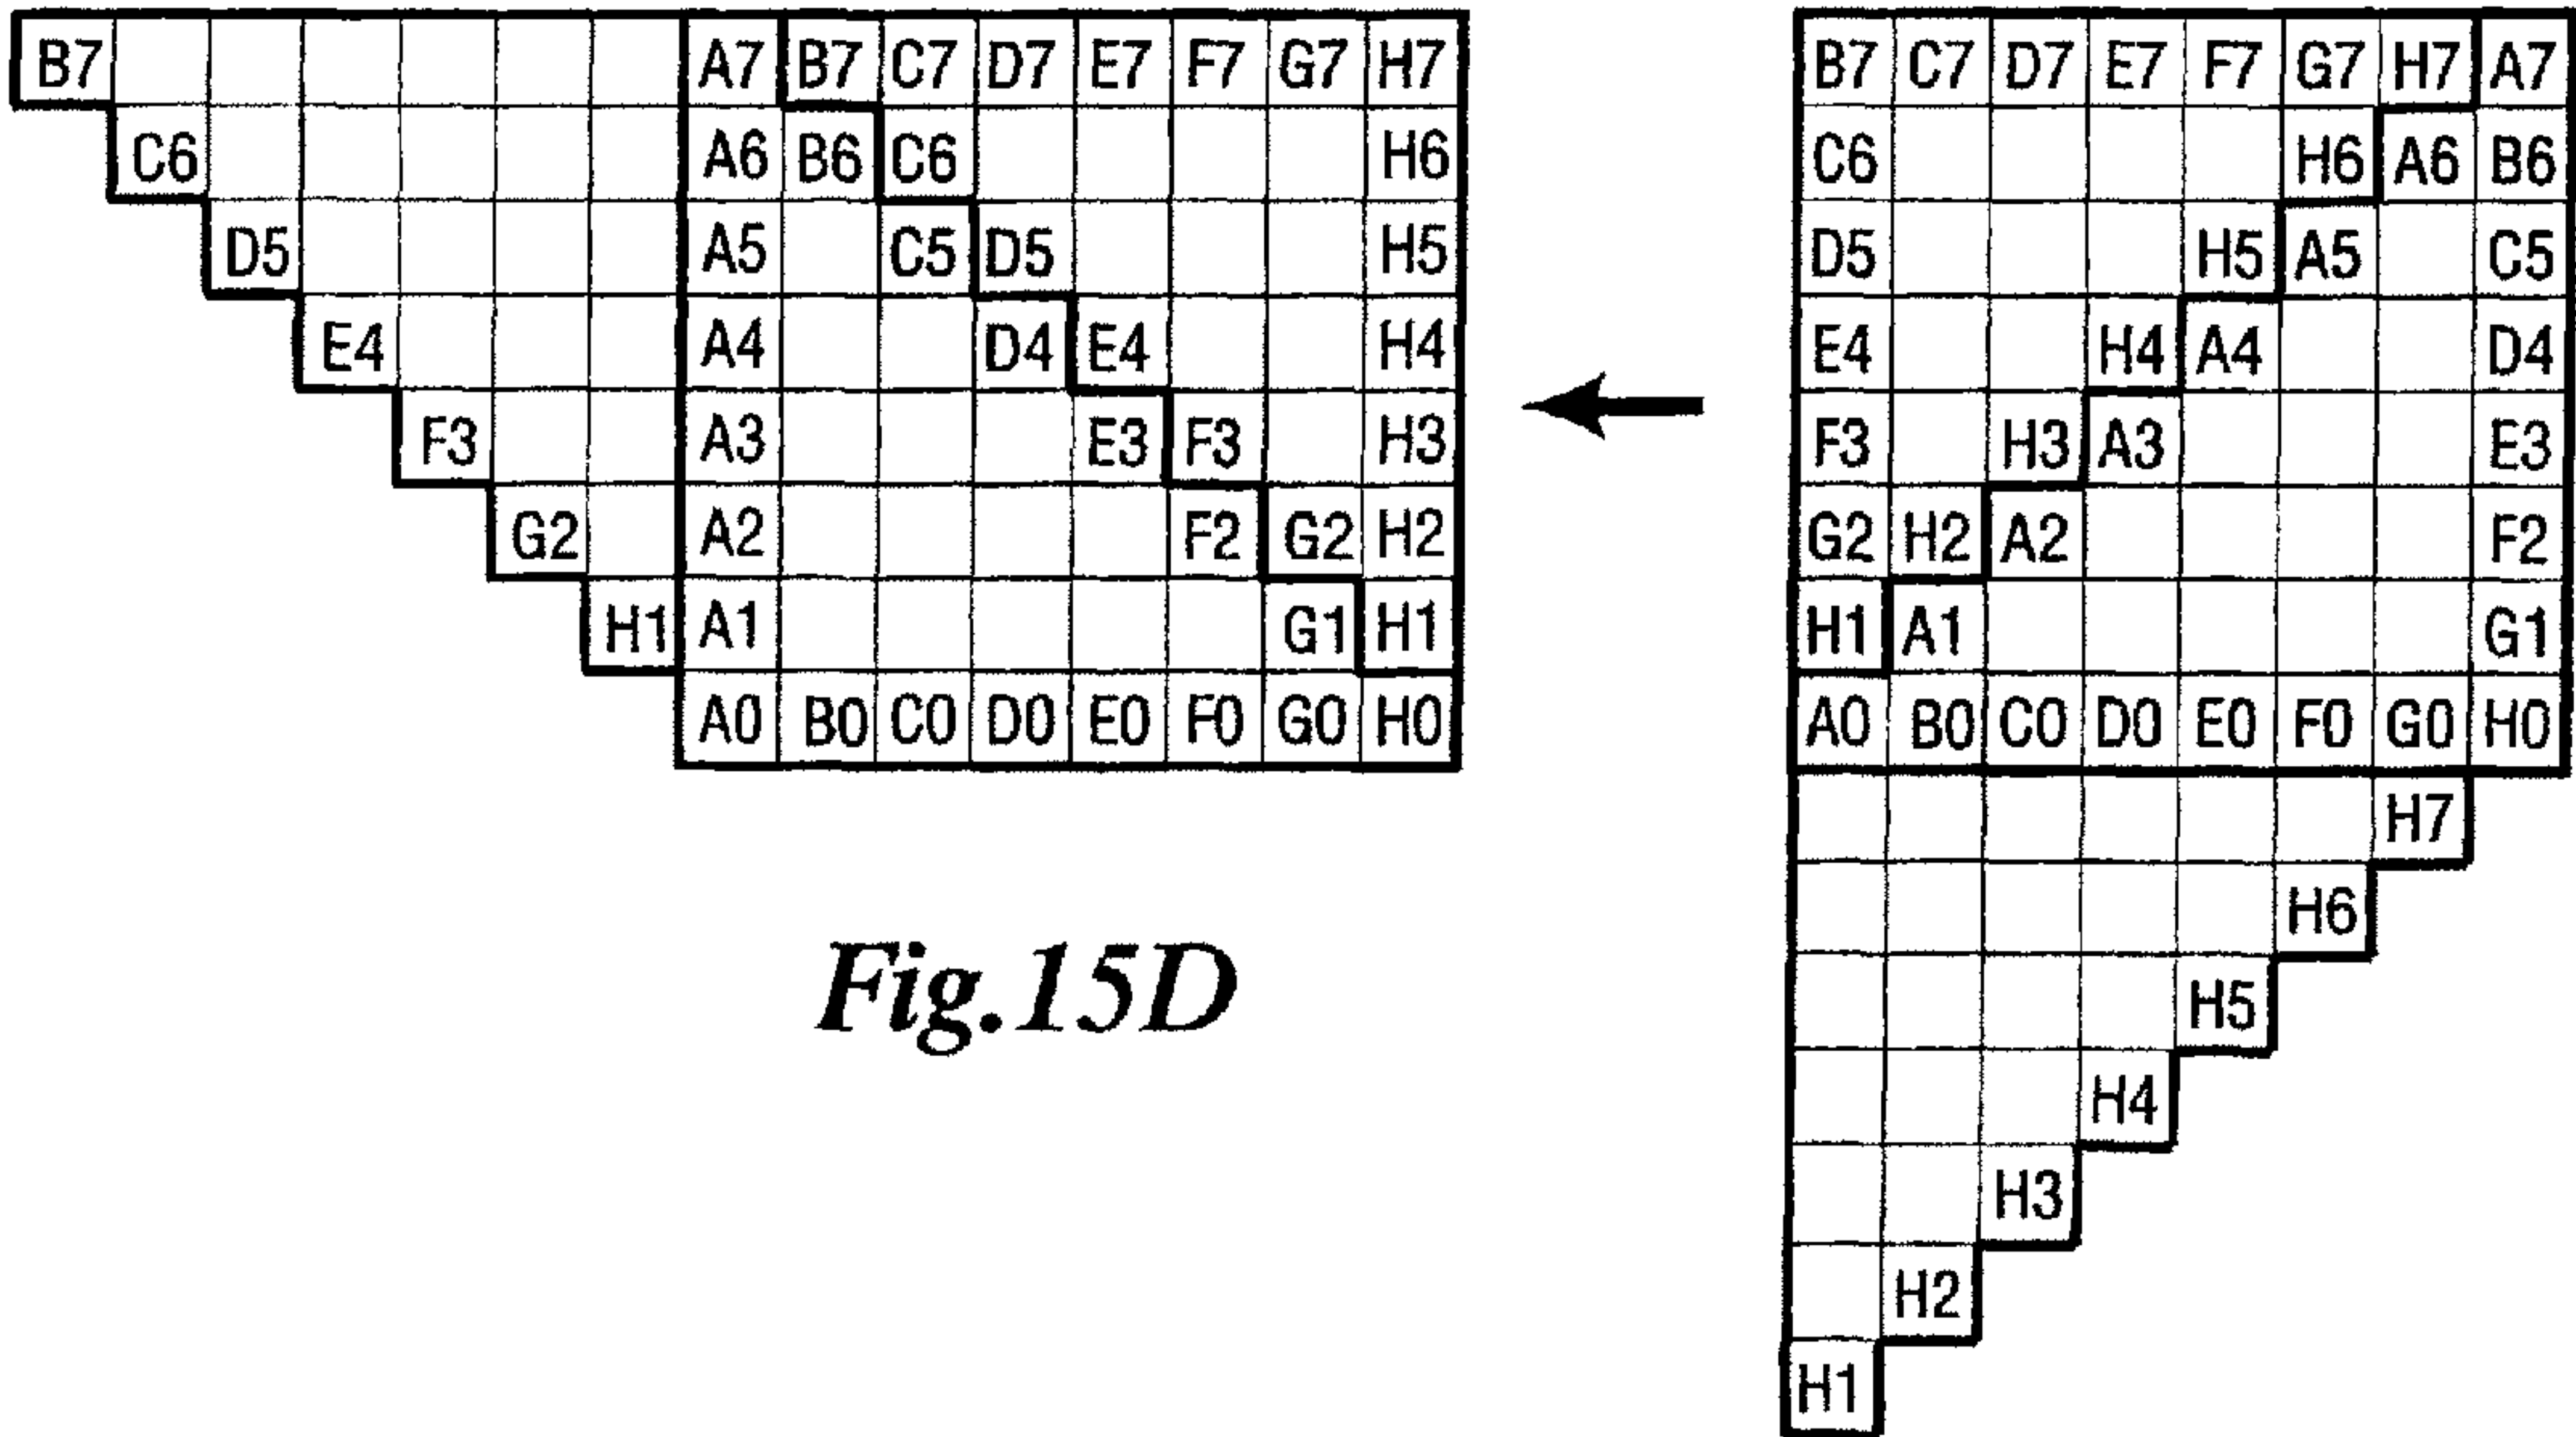 B7 A7 B7 C7 D7 E7 F7 G7 H7
C6 A6 B6 C6 H6
D5 A5 C5 D5 H5
E4 A4 D4 E4 H4
F3 A3 E3 F3 H3
G2 A2 F2 G2 H2
H1 A1 G1 H1
A0 B0 C0 D0 E0 F0 G0 H0
Fig.15D
B7 C7 D7 E7 F7 G7 H7 A7
C6 H6 A6 B6
D5 H5 A5 C5
E4 H4 A4 D4
F3 H3 A3 E3
G2 H2 A2 F2
H1 A1 G1
A0 B0 C0 D0 E0 F0 G0 H0
H7
H6
H5
H4
H3
H2
H1